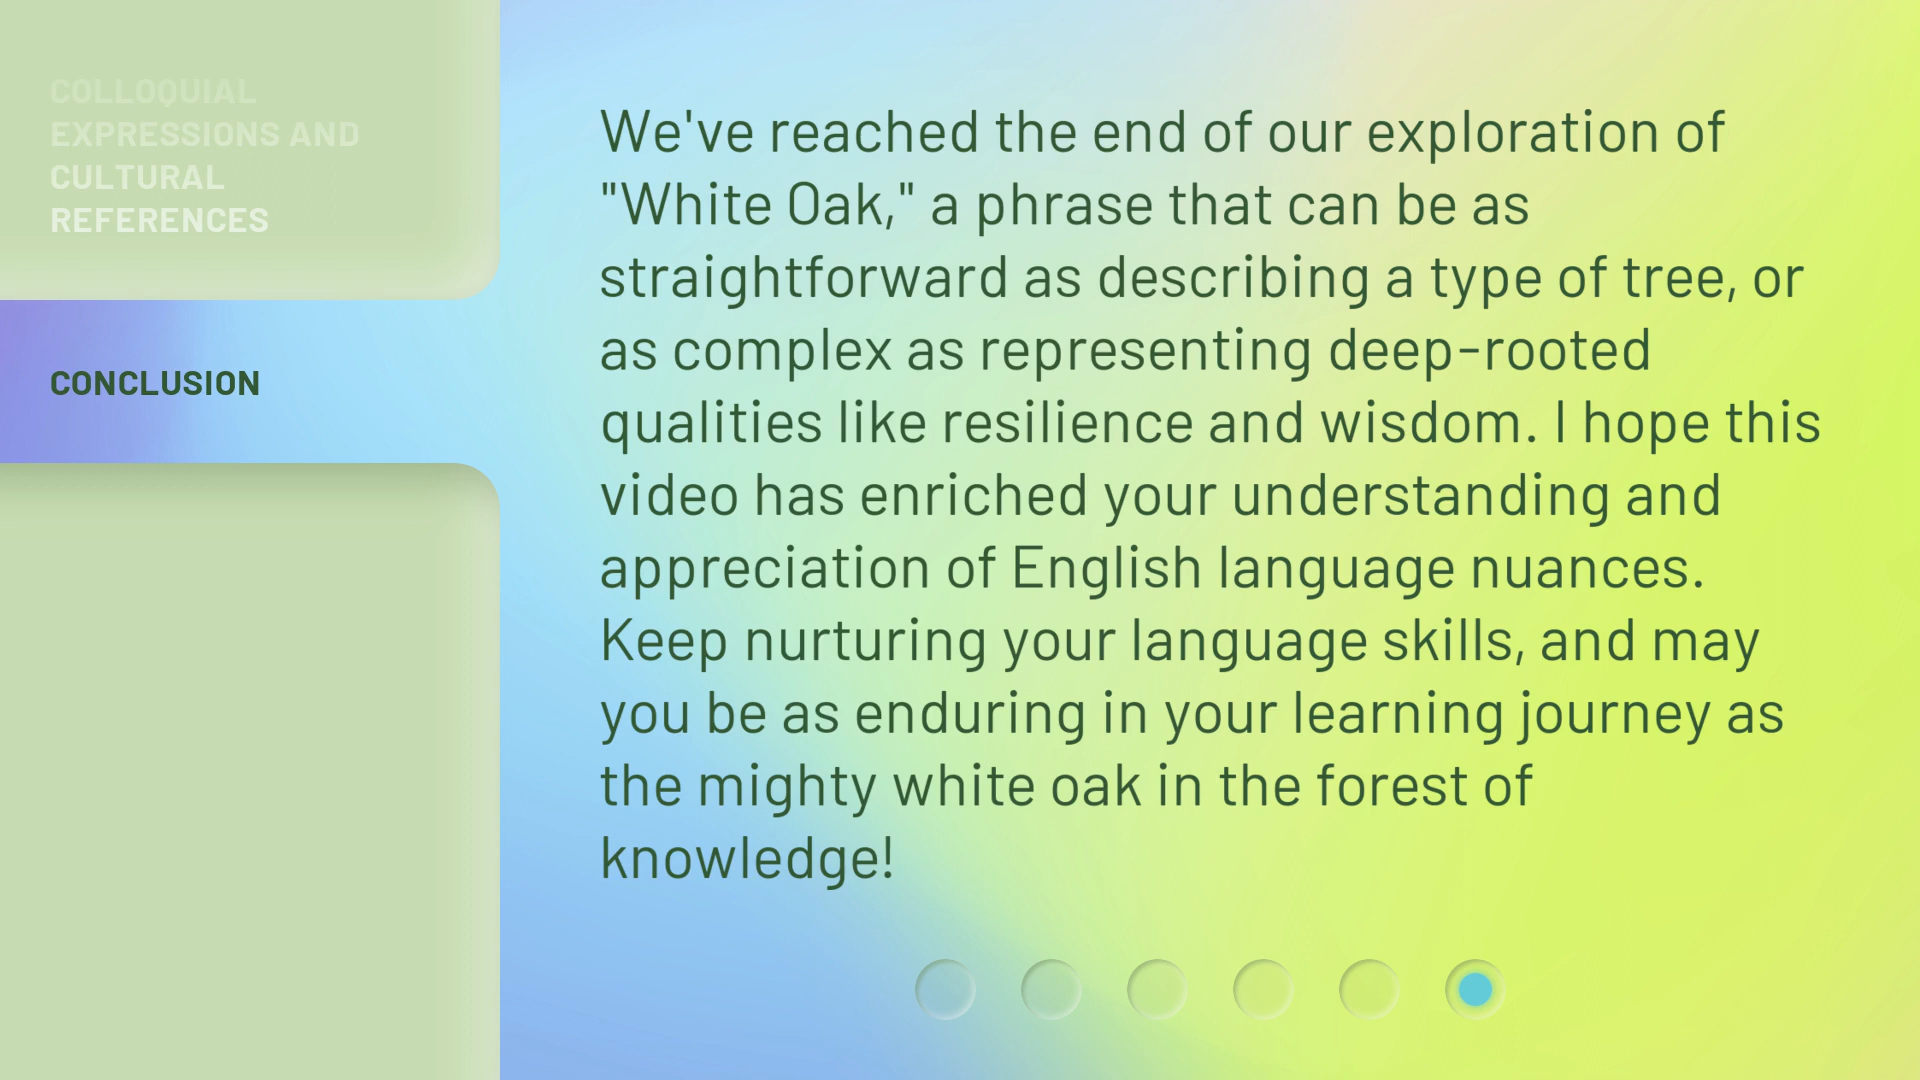 COLLOQUIAL
EXPRESSIONS AND
CULTURAL
REFERENCES
CONCLUSION
We've reached the end of our exploration of
"White Oak," a phrase that can be as
straightforward as describing a type of tree, or
as complex as representing deep-rooted
qualities like resilience and wisdom. I hope this
video has enriched your understanding and
appreciation of English language nuances.
Keep nurturing your language skills, and may
you be as enduring in your learning journey as
the mighty white oak in the forest of
knowledge!